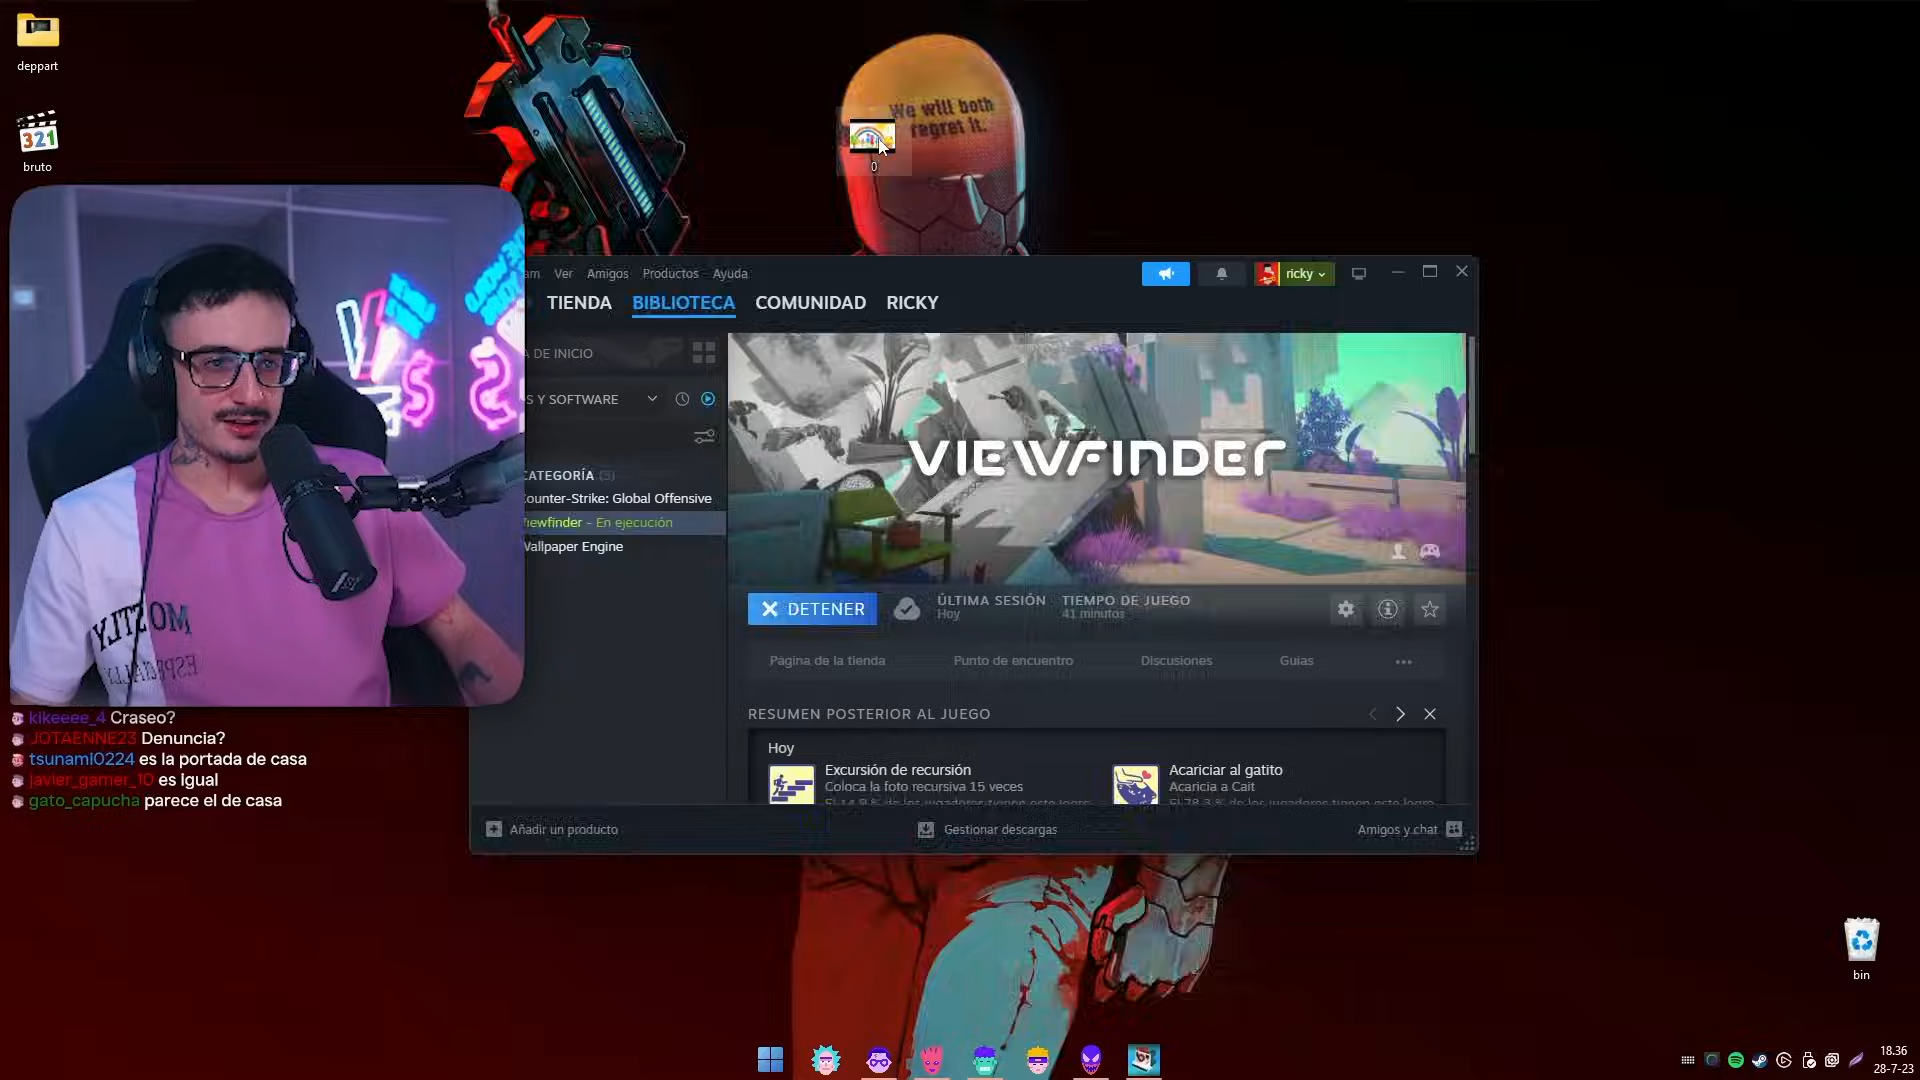 deppart
bruto
We will both
regret it.
0
Ver Amigos Productos Ayuda
ricky
TIENDA BIBLIOTECA COMUNIDAD RICKY
DE INICIO
Y SOFTWARE
Counter-Strike: Global Offensive
Viewfinder - En ejecución
Wallpaper Engine
VIEWFINDER
DETENER
ÚLTIMA SESIÓN
Hoy
TIEMPO DE JUEGO
41 minutos
Página de la tienda Punto de encuentro Discusiones Guías
RESUMEN POSTERIOR AL JUEGO
Hoy
Excursión de recursión
Coloca la foto recursiva 15 veces
Acariciar al gatito
Acaricia a Cait
Añadir un producto
Gestionar descargas
Amigos y chat
MOSTLY
ESPECIALLY
kikeeee_4 Craseo?
JOTAENNE23 Denuncia?
tsunami0224 es la portada de casa
javier_gamer_10 es Igual
gato_capucha parece el de casa
bin
18.36
28-7-23